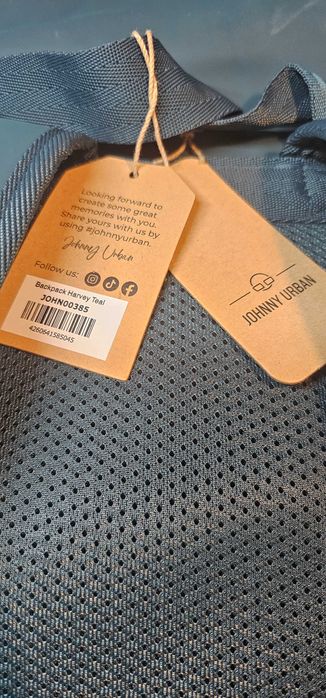 Looking forward to
create some great
memories with you.
Share yours with us by
using #johnnyurban.
Johnny Urban
Follow us:
Backpack Harvey Teal
JOHN00385
4260641585045
JOHNNY URBAN